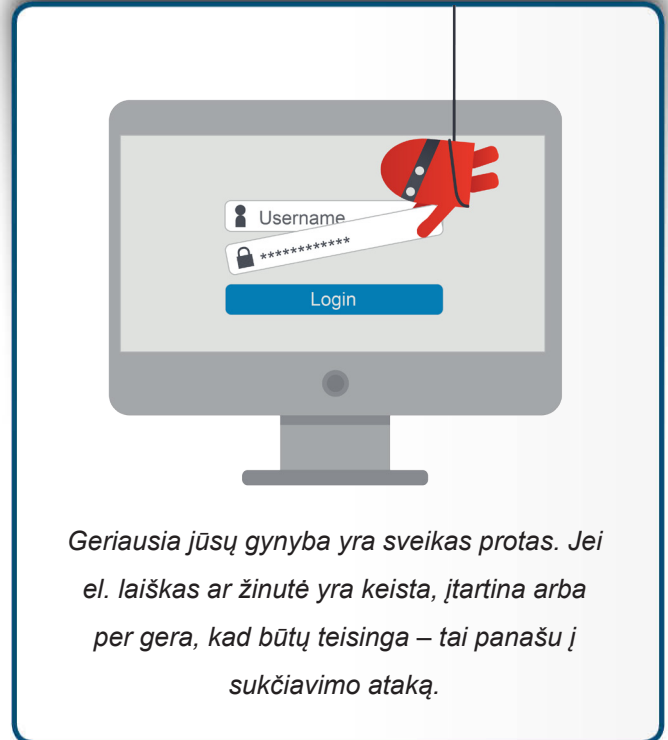 Username
************
Login
Geriausia jūsų gynyba yra sveikas protas. Jei
el. laiškas ar žinutė yra keista, įtartina arba
per gera, kad būtų teisinga – tai panašu į
sukčiavimo ataką.